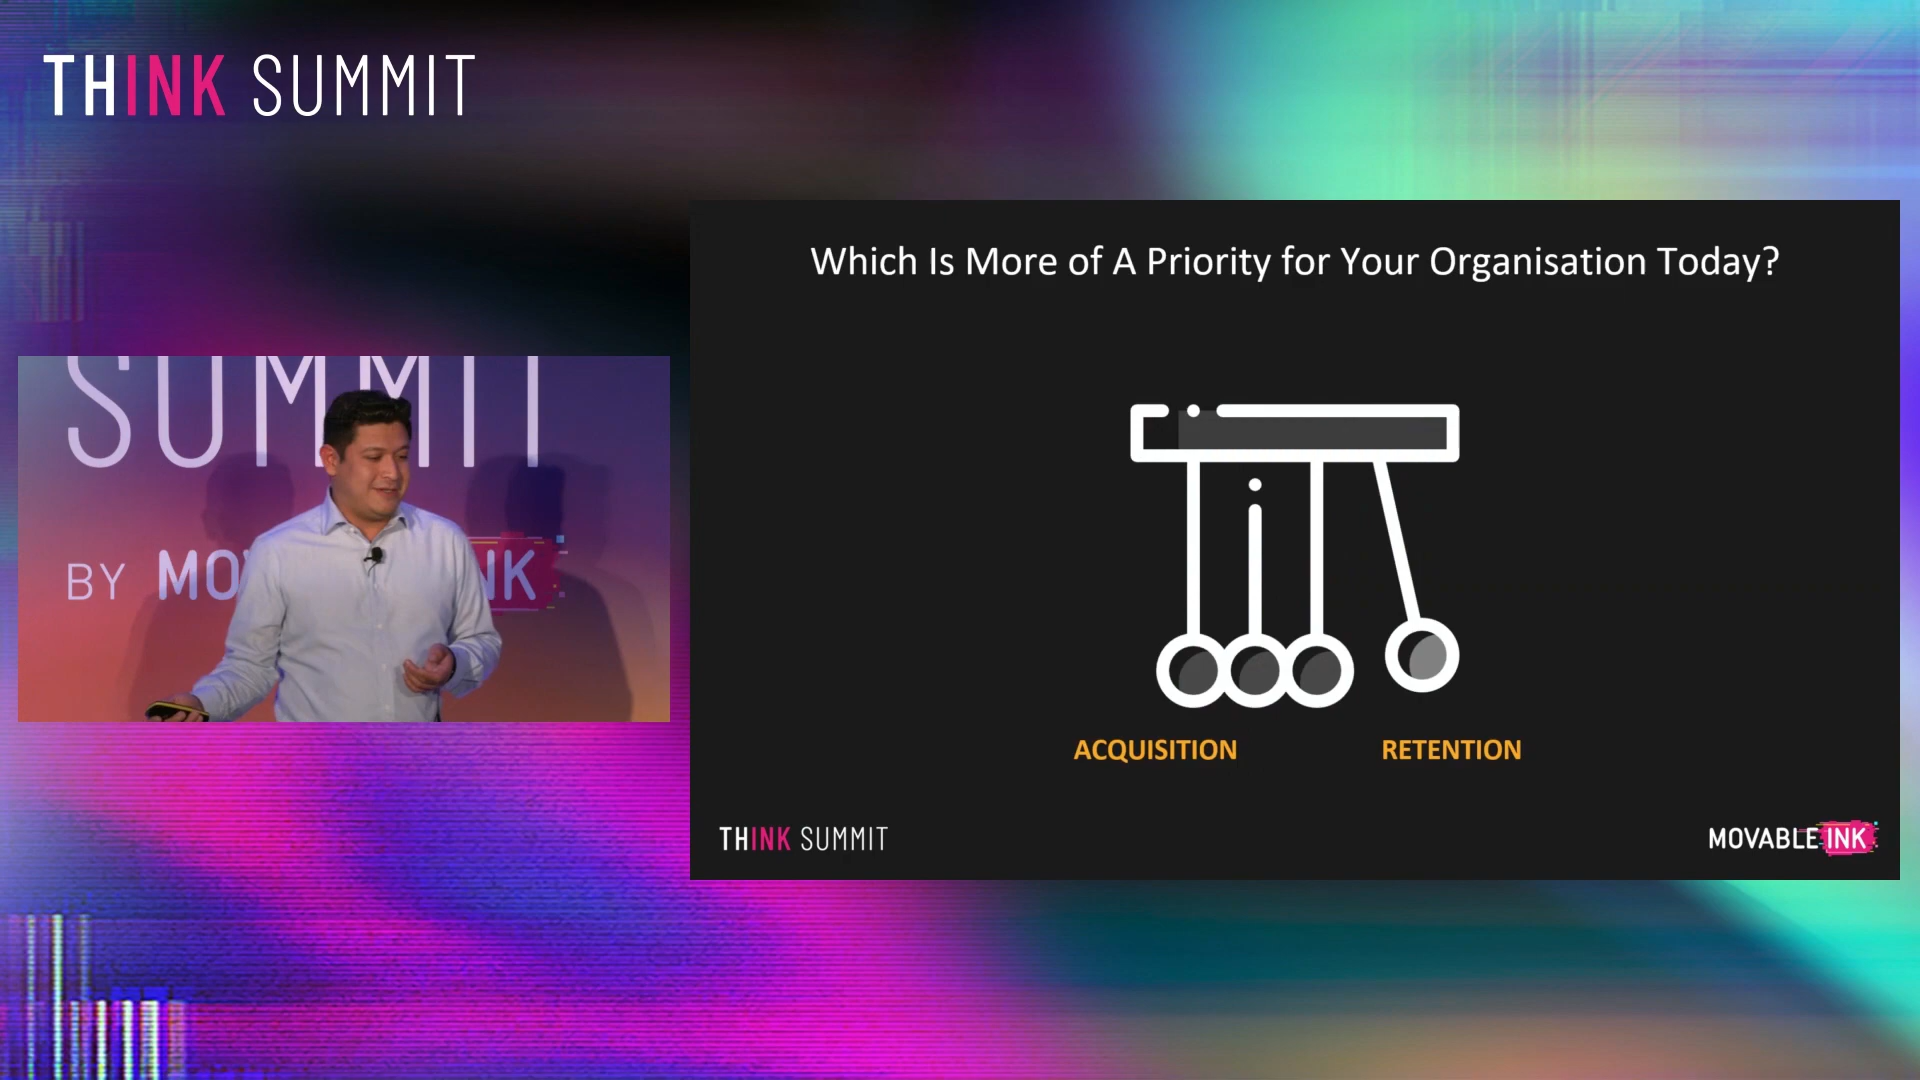 THINK SUMMIT
SUMMIT
BY MO INK
Which Is More of A Priority for Your Organisation Today?
ACQUISITION
RETENTION
THINK SUMMIT
MOVABLE INK